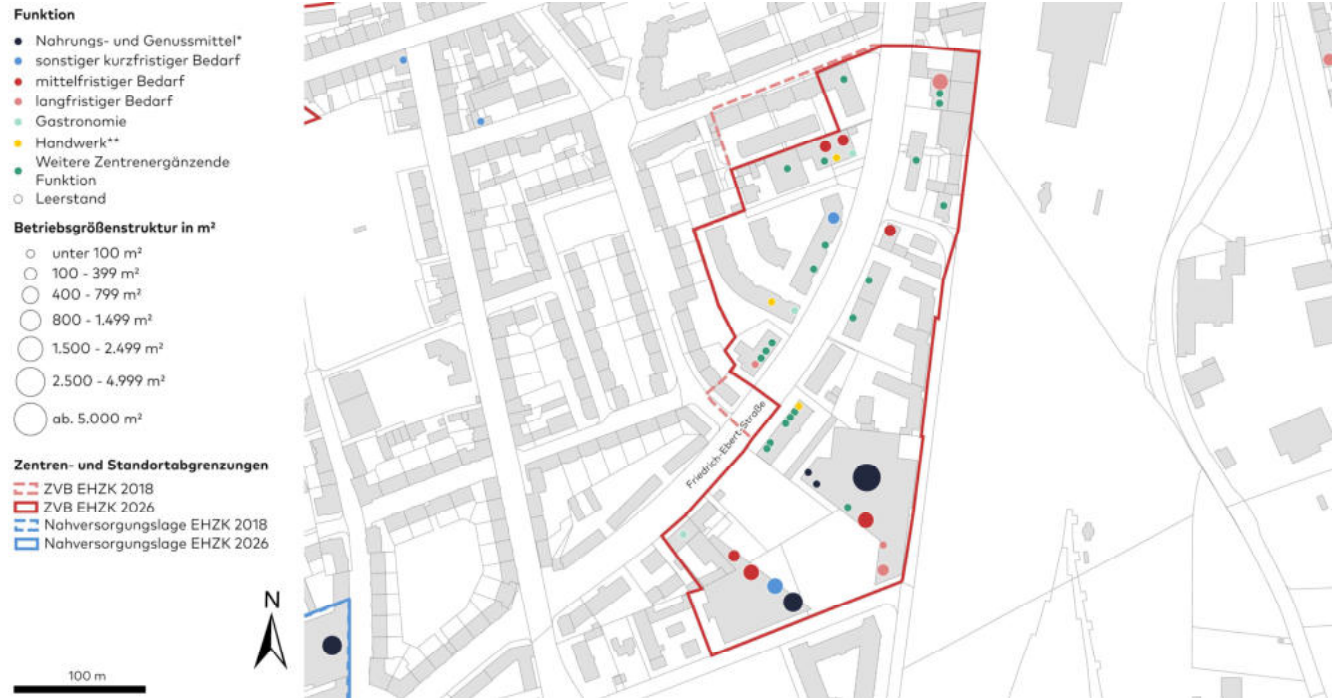 Funktion
Nahrungs- und Genussmittel*
sonstiger kurzfristiger Bedarf
mittelfristiger Bedarf
langfristiger Bedarf
Gastronomie
Handwerk**
Weitere Zentrenergänzende
Funktion
Leerstand
Betriebsgrößenstruktur in m²
unter 100 m²
100 - 399 m²
400 - 799 m²
800 - 1.499 m²
1.500 - 2.499 m²
2.500 - 4.999 m²
ab. 5.000 m²
Zentren- und Standortabgrenzungen
ZVB EHZK 2018
ZVB EHZK 2026
Nahversorgungslage EHZK 2018
Nahversorgungslage EHZK 2026
N
100 m
Friedrich-Ebert-Straße